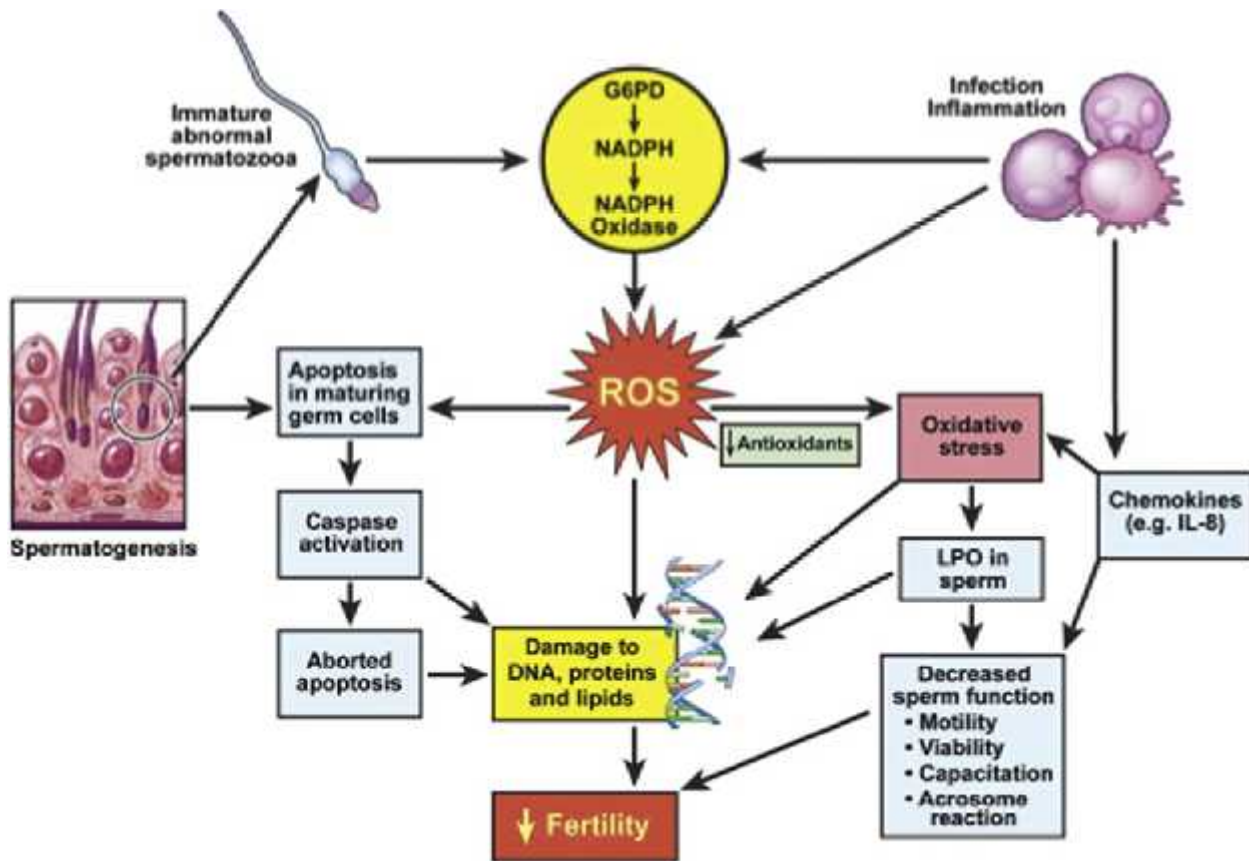 Immature
abnormal
spermatozooa
G6PD
NADPH
NADPH
Oxidase
Infection
Inflammation
Spermatogenesis
Apoptosis
in maturing
germ cells
ROS
↓ Antioxidants
Oxidative
stress
Chemokines
(e.g. IL-8)
Caspase
activation
LPO in
sperm
Aborted
apoptosis
Damage to
DNA, proteins
and lipids
Decreased
sperm function
• Motility
• Viability
• Capacitation
• Acrosome
reaction
↓ Fertility